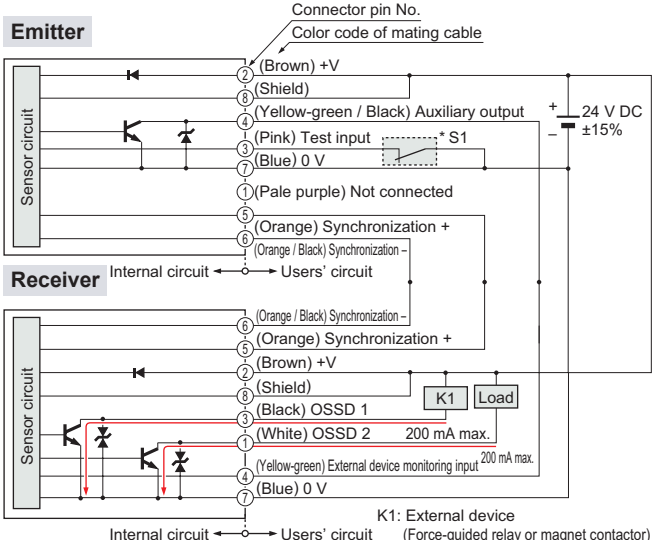 Connector pin No.
Emitter
Color code of mating cable
② (Brown) +V
⑧ (Shield)
④ (Yellow-green / Black) Auxiliary output
③ (Pink) Test input
* S1
⑦ (Blue) 0 V
① (Pale purple) Not connected
⑤
(Orange) Synchronization +
⑥
(Orange / Black) Synchronization –
Sensor circuit
+
–
24 V DC
±15%
Internal circuit
Users' circuit
Receiver
(Orange / Black) Synchronization –
⑥
(Orange) Synchronization +
⑤
② (Brown) +V
⑧ (Shield)
③ (Black) OSSD 1
K1
Load
① (White) OSSD 2
200 mA max.
200 mA max.
④ (Yellow-green) External device monitoring input
⑦ (Blue) 0 V
Sensor circuit
K1: External device
(Force-guided relay or magnet contactor)
Internal circuit
Users' circuit